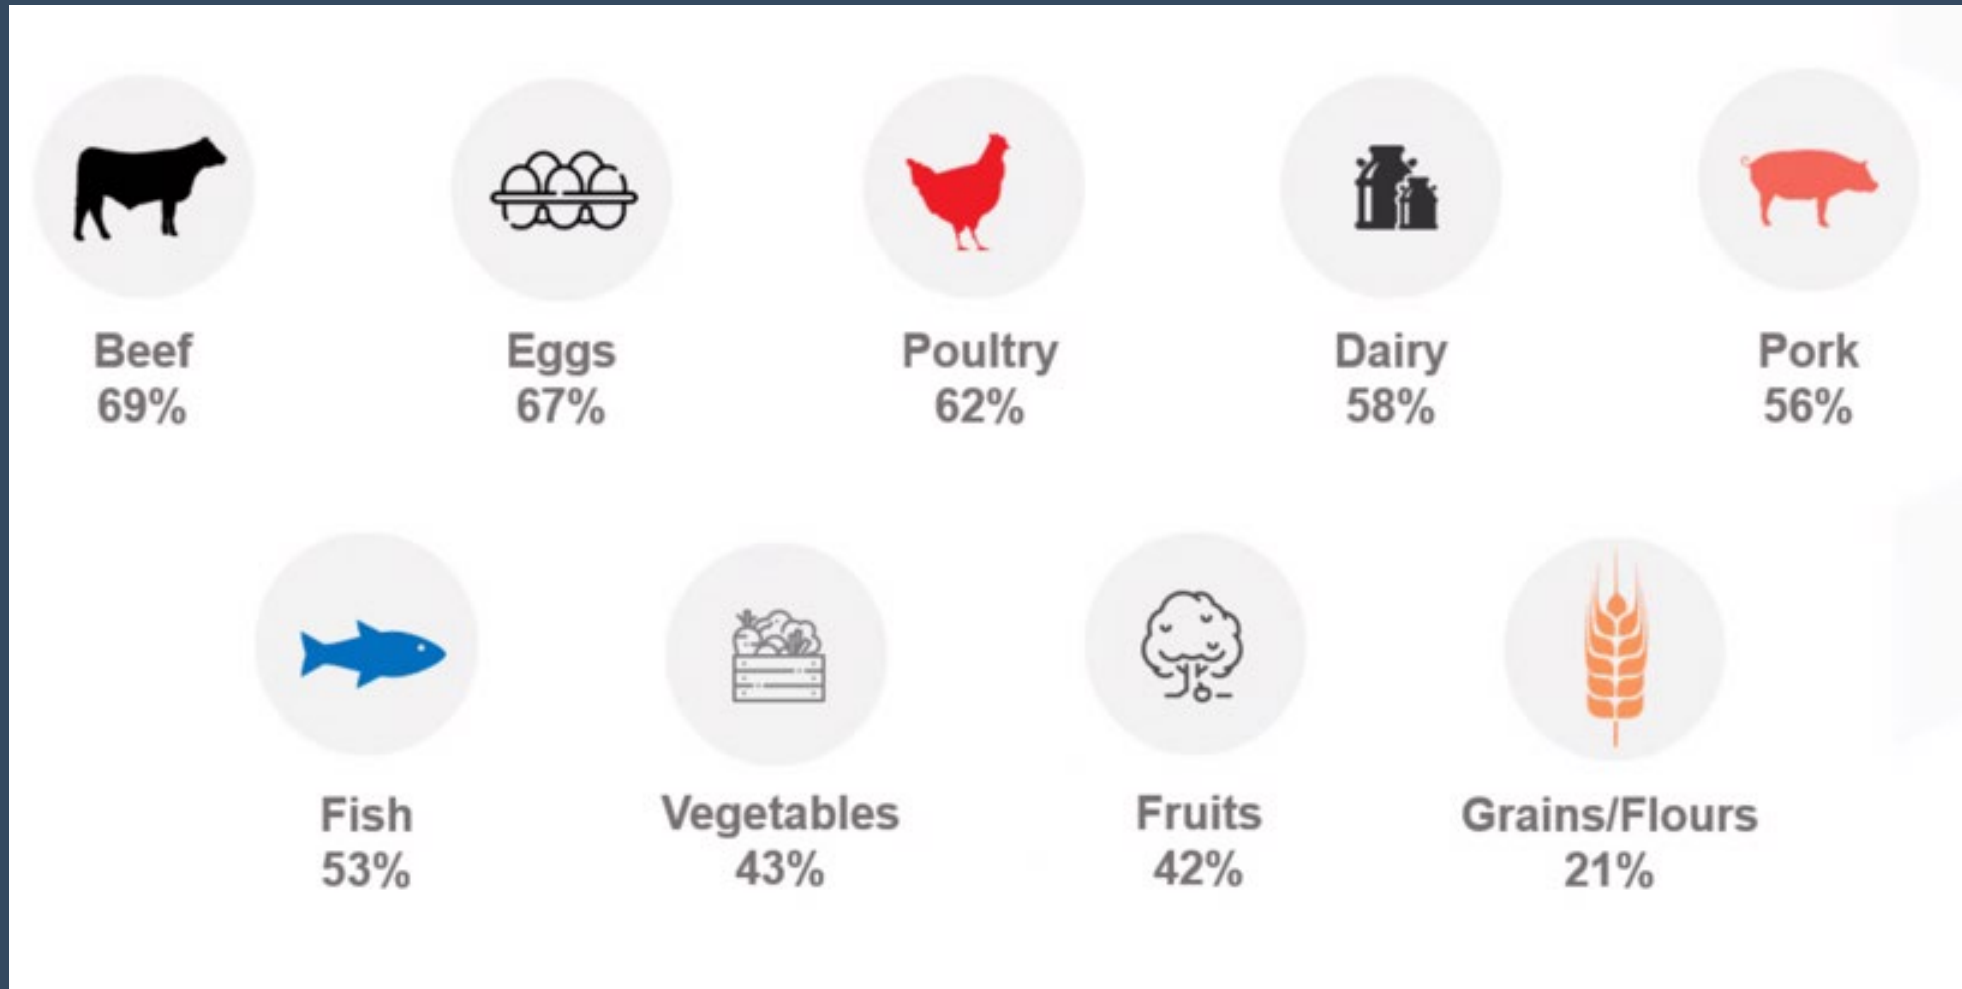 Beef
69%
Eggs
67%
Poultry
62%
Dairy
58%
Pork
56%
Fish
53%
Vegetables
43%
Fruits
42%
Grains/Flours
21%